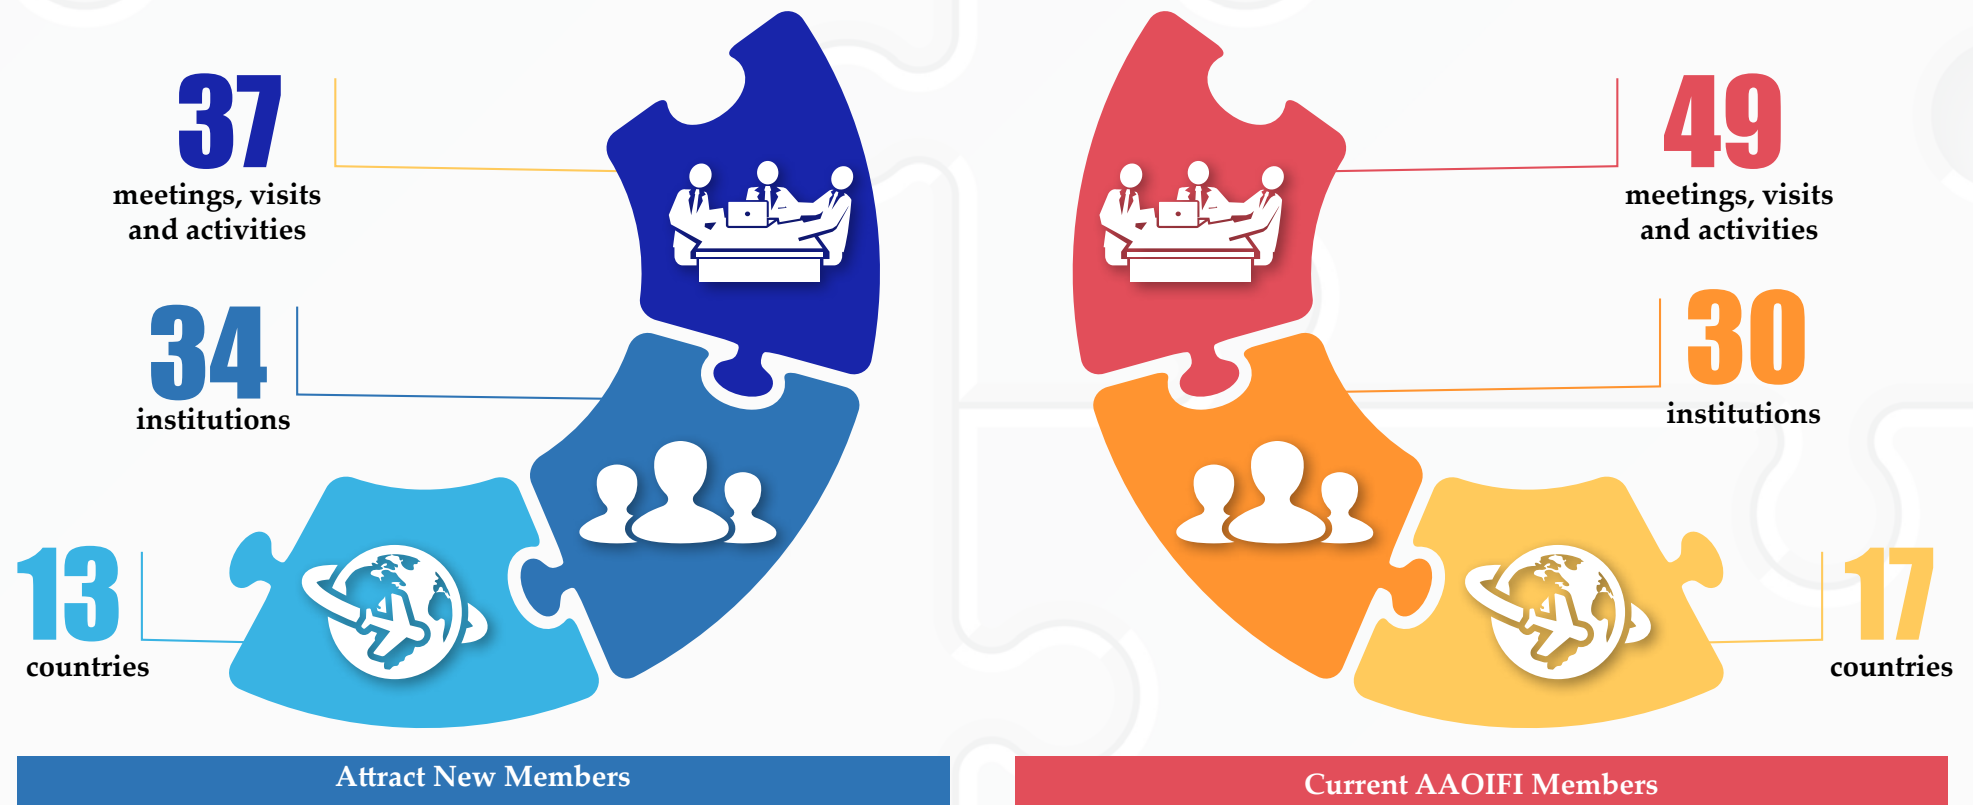 37
meetings, visits
and activities
34
institutions
13
countries
Attract New Members
49
meetings, visits
and activities
30
institutions
17
countries
Current AAOIFI Members